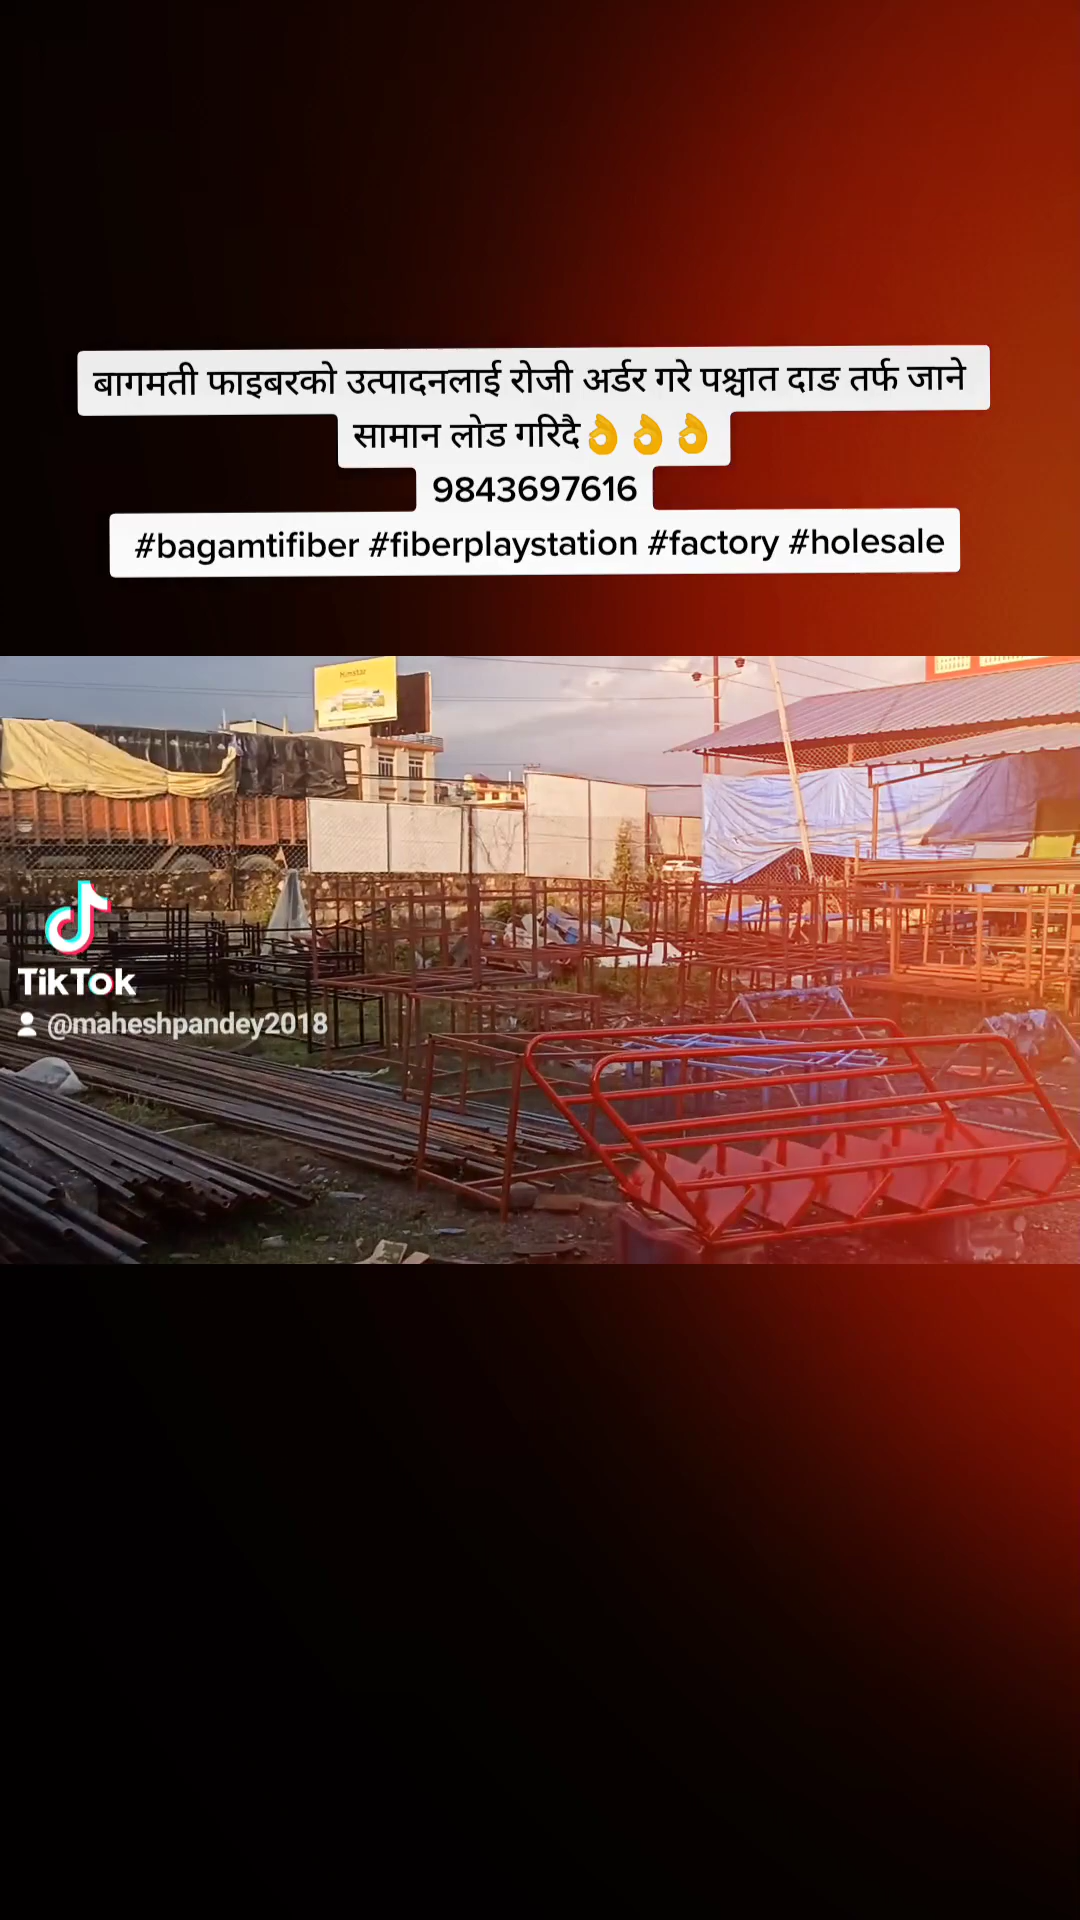 बागमती फाइबरको उत्पादनलाई रोजी अर्डर गरे पश्चात दाङ तर्फ जाने
सामान लोड गरिदै👌👌👌
9843697616
#bagamtifiber #fiberplaystation #factory #holesale
TikTok
@maheshpandey2018